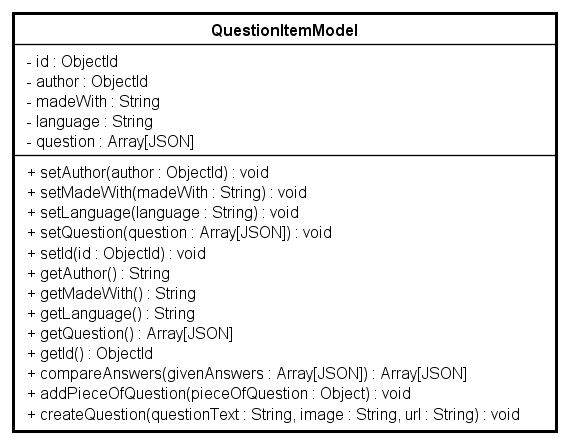 QuestionItemModel
- id : ObjectId
- author : ObjectId
- madeWith : String
- language : String
- question : Array[JSON]
+ setAuthor(author : ObjectId) : void
+ setMadeWith(madeWith : String) : void
+ setLanguage(language : String) : void
+ setQuestion(question : Array[JSON]) : void
+ setId(id : ObjectId) : void
+ getAuthor() : String
+ getMadeWith() : String
+ getLanguage() : String
+ getQuestion() : Array[JSON]
+ getId() : ObjectId
+ compareAnswers(givenAnswers : Array[JSON]) : Array[JSON]
+ addPieceOfQuestion(pieceOfQuestion : Object) : void
+ createQuestion(questionText : String, image : String, url : String) : void